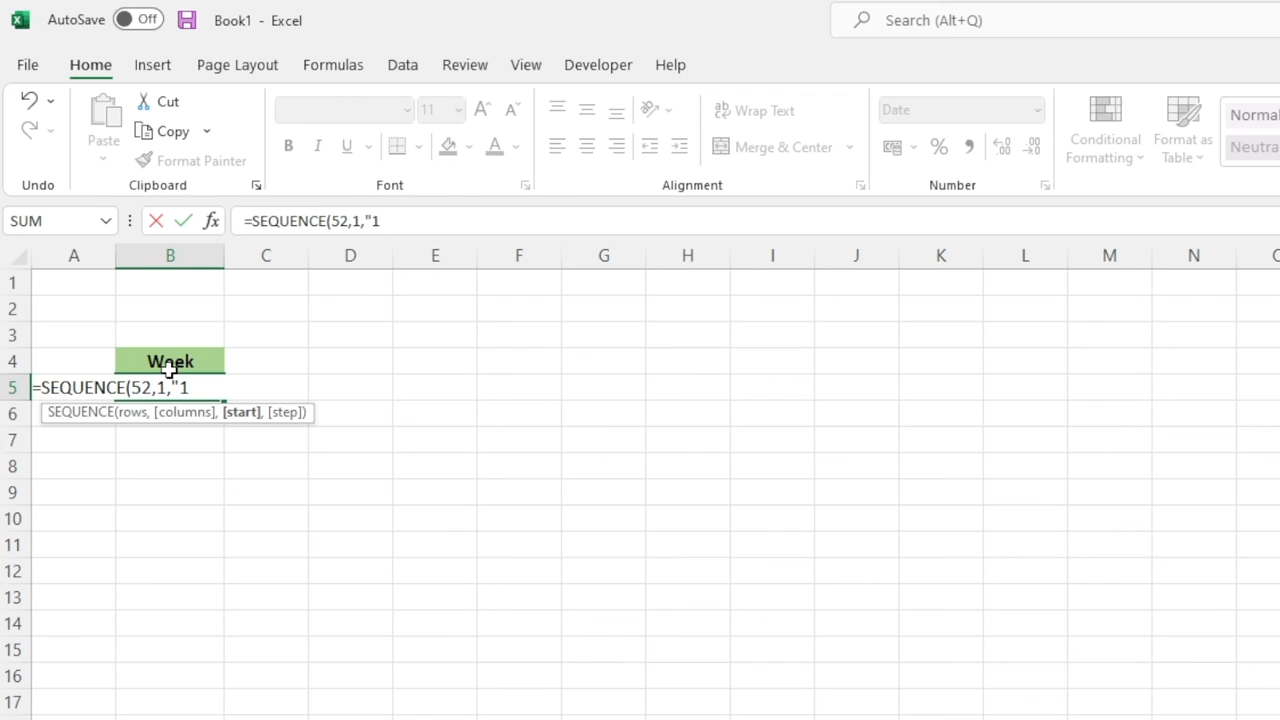 AutoSave Off Book1 - Excel Search (Alt+Q)
File Home Insert Page Layout Formulas Data Review View Developer Help
Paste Cut 11 Wrap Text Date Conditional Formatting Format as Table Normal
Copy B I U Merge & Center % Neutra
Format Painter
Undo Clipboard Font Alignment Number
SUM fx =SEQUENCE(52,1,"1
A B C D E F G H I J K L M N
1
2
3
4 Week
5 =SEQUENCE(52,1,"1
6 SEQUENCE(rows, [columns], [start], [step])
7
8
9
10
11
12
13
14
15
16
17